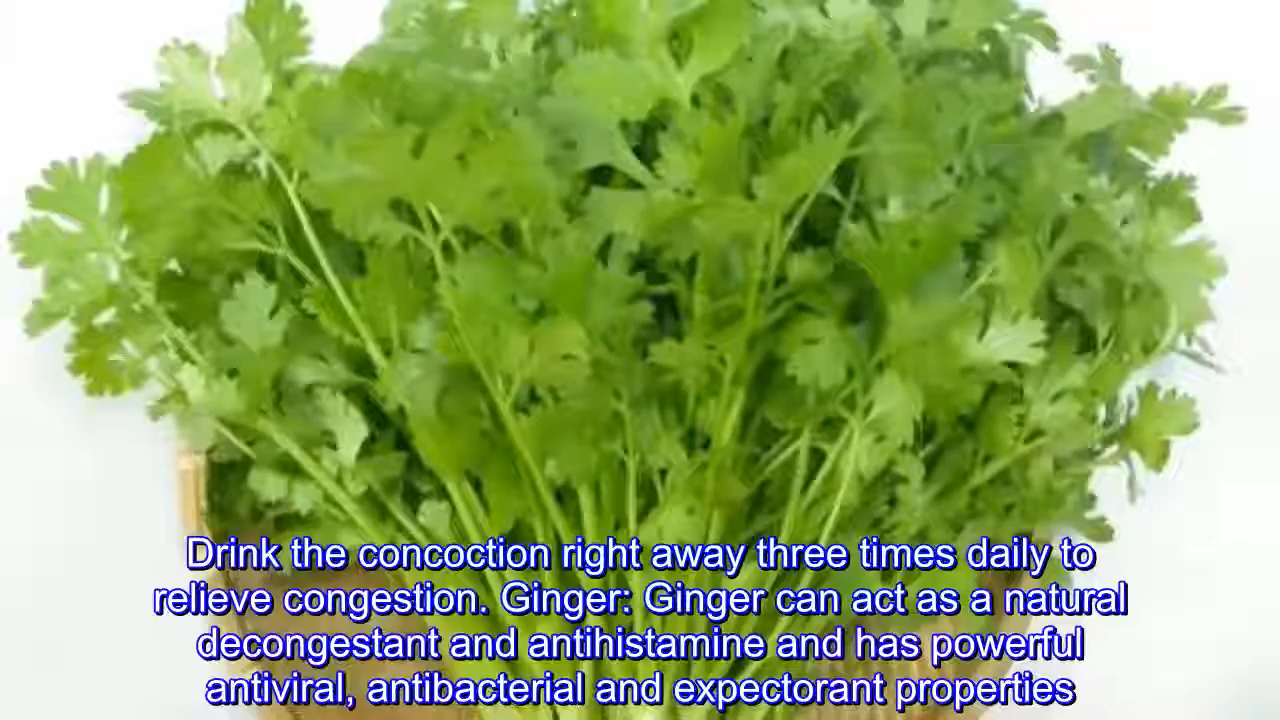 Drink the concoction right away three times daily to
relieve congestion. Ginger: Ginger can act as a natural
decongestant and antihistamine and has powerful
antiviral, antibacterial and expectorant properties